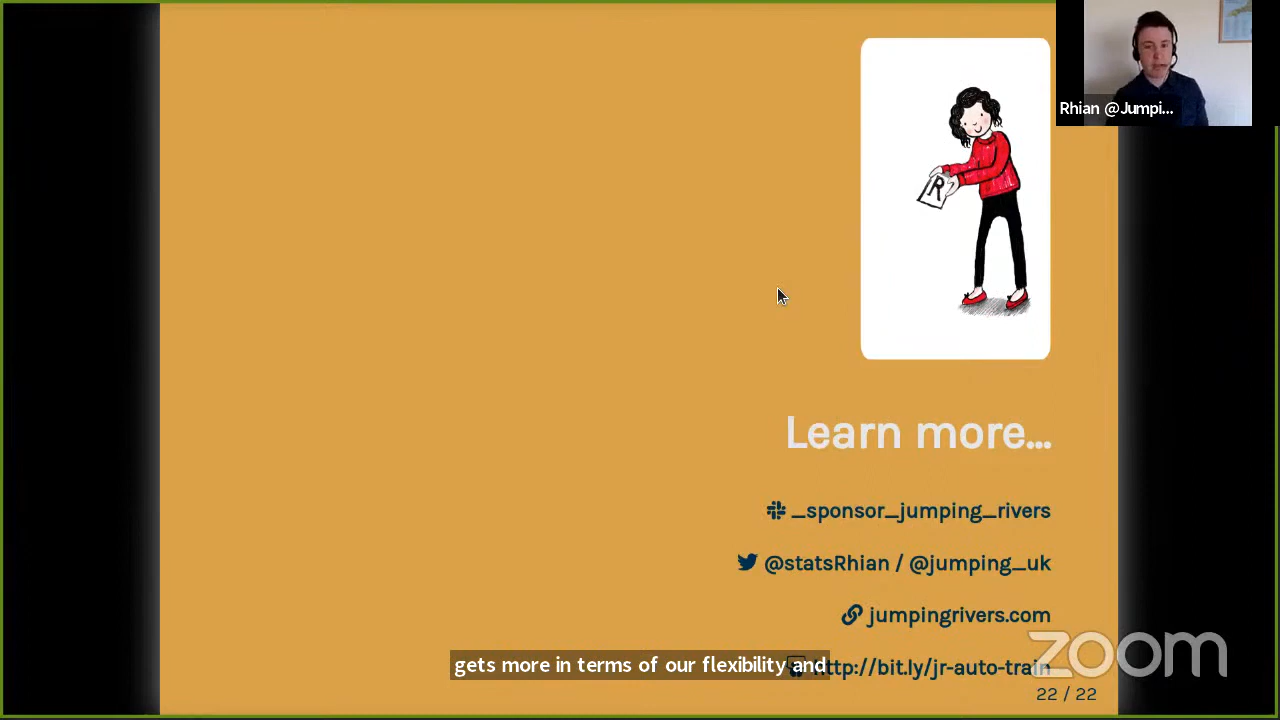 Rhian @Jumpi...
R
Learn more...
_sponsor_jumping_rivers
@statsRhian / @jumping_uk
jumpingrivers.com
http://bit.ly/jr-auto-train
gets more in terms of our flexibility and
zoom
22 / 22